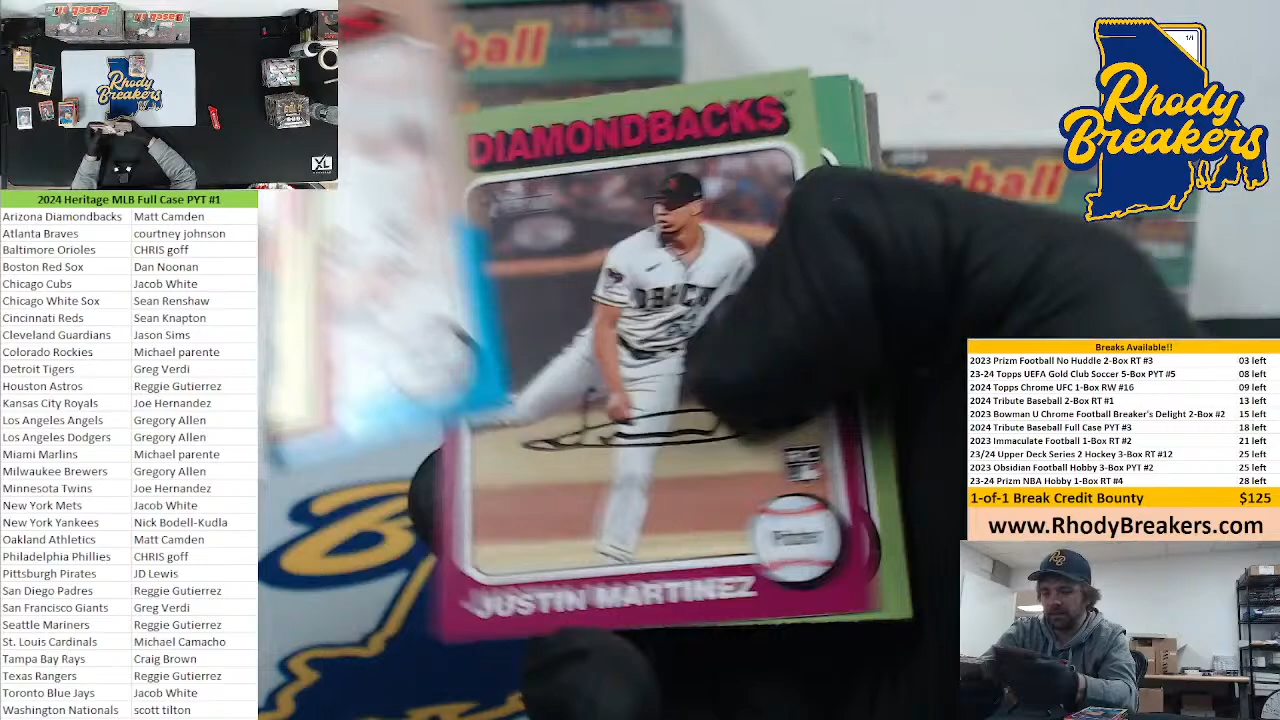 Rhody
Breakers
XL
2024 Heritage MLB Full Case PYT #1
Arizona Diamondbacks Matt Camden
Atlanta Braves courtney johnson
Baltimore Orioles CHRIS goff
Boston Red Sox Dan Noonan
Chicago Cubs Jacob White
Chicago White Sox Sean Renshaw
Cincinnati Reds Sean Knapton
Cleveland Guardians Jason Sims
Colorado Rockies Michael parente
Detroit Tigers Greg Verdi
Houston Astros Reggie Gutierrez
Kansas City Royals Joe Hernandez
Los Angeles Angels Gregory Allen
Los Angeles Dodgers Gregory Allen
Miami Marlins Michael parente
Milwaukee Brewers Gregory Allen
Minnesota Twins Joe Hernandez
New York Mets Jacob White
New York Yankees Nick Bodell-Kudla
Oakland Athletics Matt Camden
Philadelphia Phillies CHRIS goff
Pittsburgh Pirates JD Lewis
San Diego Padres Reggie Gutierrez
San Francisco Giants Greg Verdi
Seattle Mariners Reggie Gutierrez
St. Louis Cardinals Michael Camacho
Tampa Bay Rays Craig Brown
Texas Rangers Reggie Gutierrez
Toronto Blue Jays Jacob White
Washington Nationals scott tilton
DIAMONDBACKS
Pitcher
JUSTIN MARTINEZ
1/1
Rhody
Breakers
Breaks Available!!
2023 Prizm Football No Huddle 2-Box RT #3 03 left
23-24 Topps UEFA Gold Club Soccer 5-Box PYT #5 08 left
2024 Topps Chrome UFC 1-Box RW #16 09 left
2024 Tribute Baseball 2-Box RT #1 13 left
2023 Bowman U Chrome Football Breaker's Delight 2-Box #2 15 left
2024 Tribute Baseball Full Case PYT #3 18 left
2023 Immaculate Football 1-Box RT #2 21 left
23/24 Upper Deck Series 2 Hockey 3-Box RT #12 25 left
2023 Obsidian Football Hobby 3-Box PYT #2 25 left
23-24 Prizm NBA Hobby 1-Box RT #4 28 left
1-of-1 Break Credit Bounty $125
www.RhodyBreakers.com